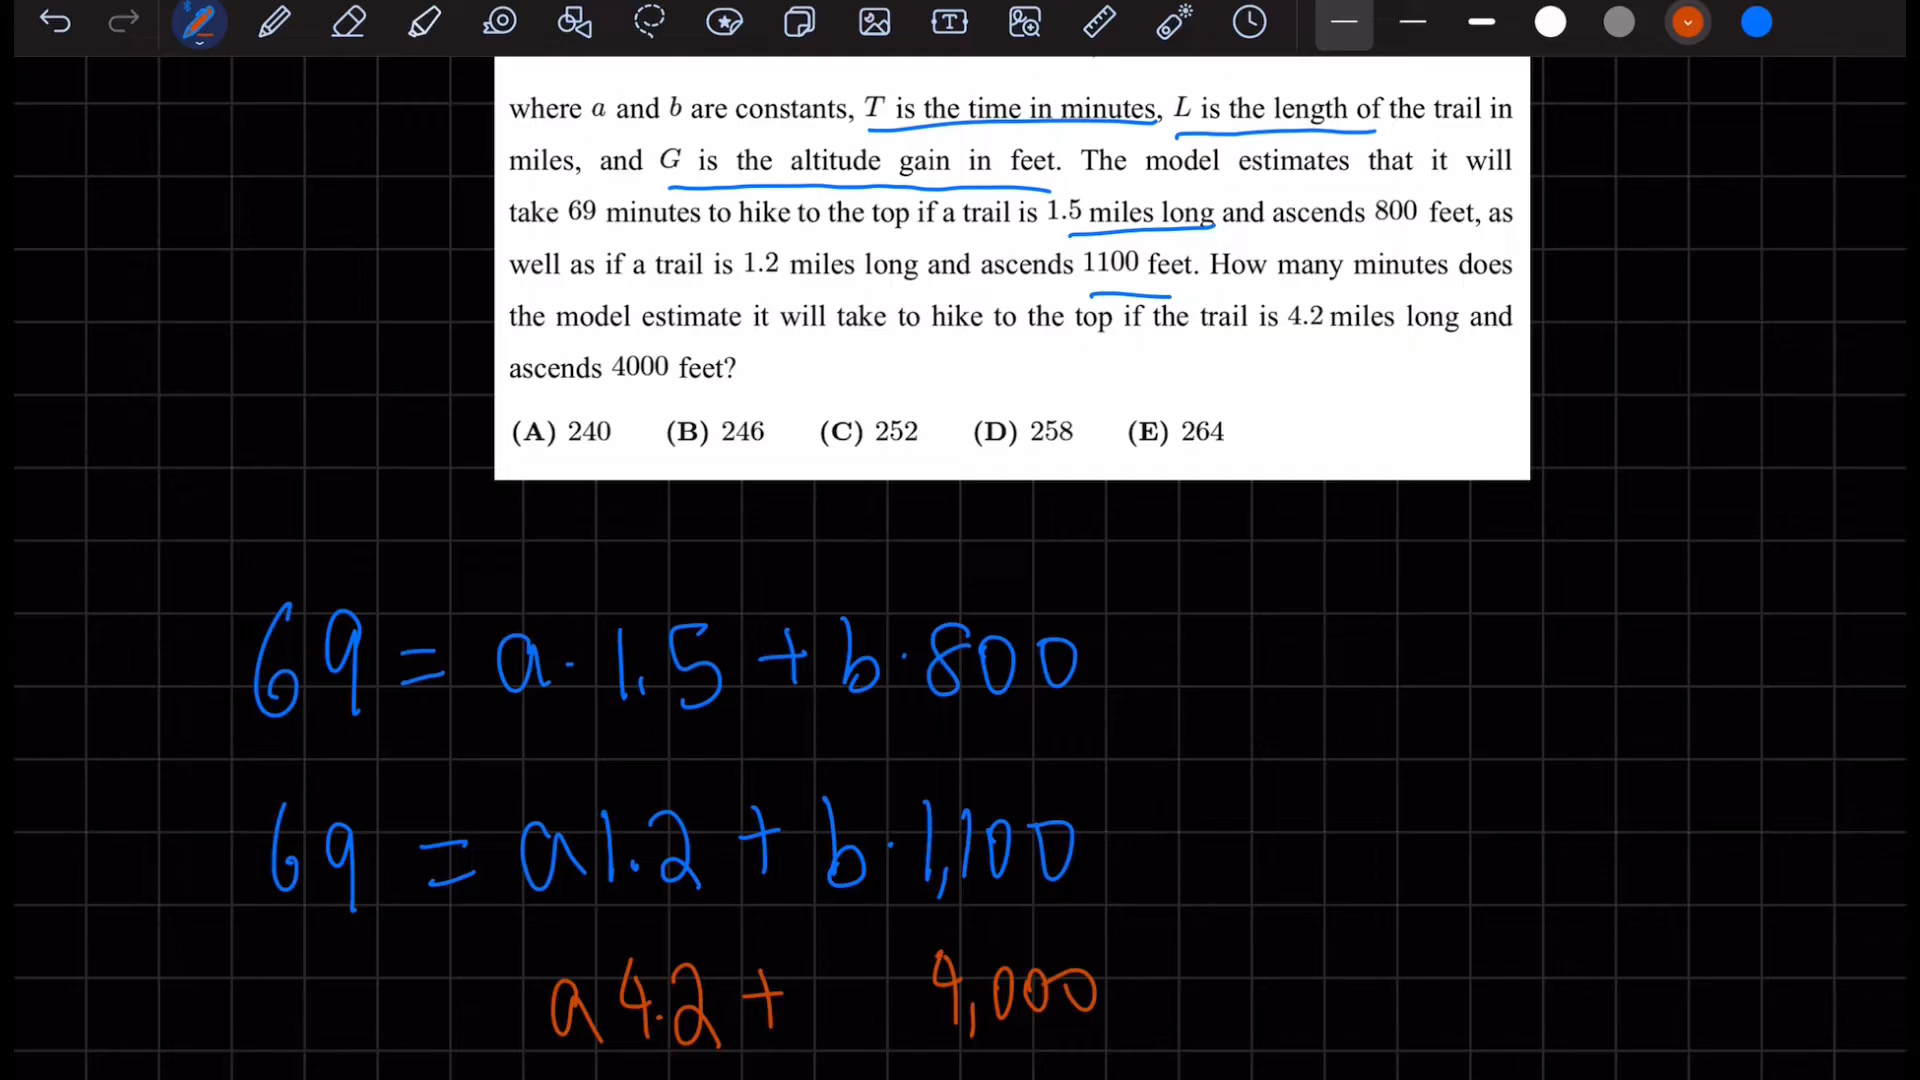 where a and b are constants, T is the time in minutes, L is the length of the trail in
miles, and G is the altitude gain in feet. The model estimates that it will
take 69 minutes to hike to the top if a trail is 1.5 miles long and ascends 800 feet, as
well as if a trail is 1.2 miles long and ascends 1100 feet. How many minutes does
the model estimate it will take to hike to the top if the trail is 4.2 miles long and
ascends 4000 feet?
(A) 240 (B) 246 (C) 252 (D) 258 (E) 264
69 = a · 1.5 + b · 800
69 = a1.2 + b · 1,100
a4.2 + 4,000